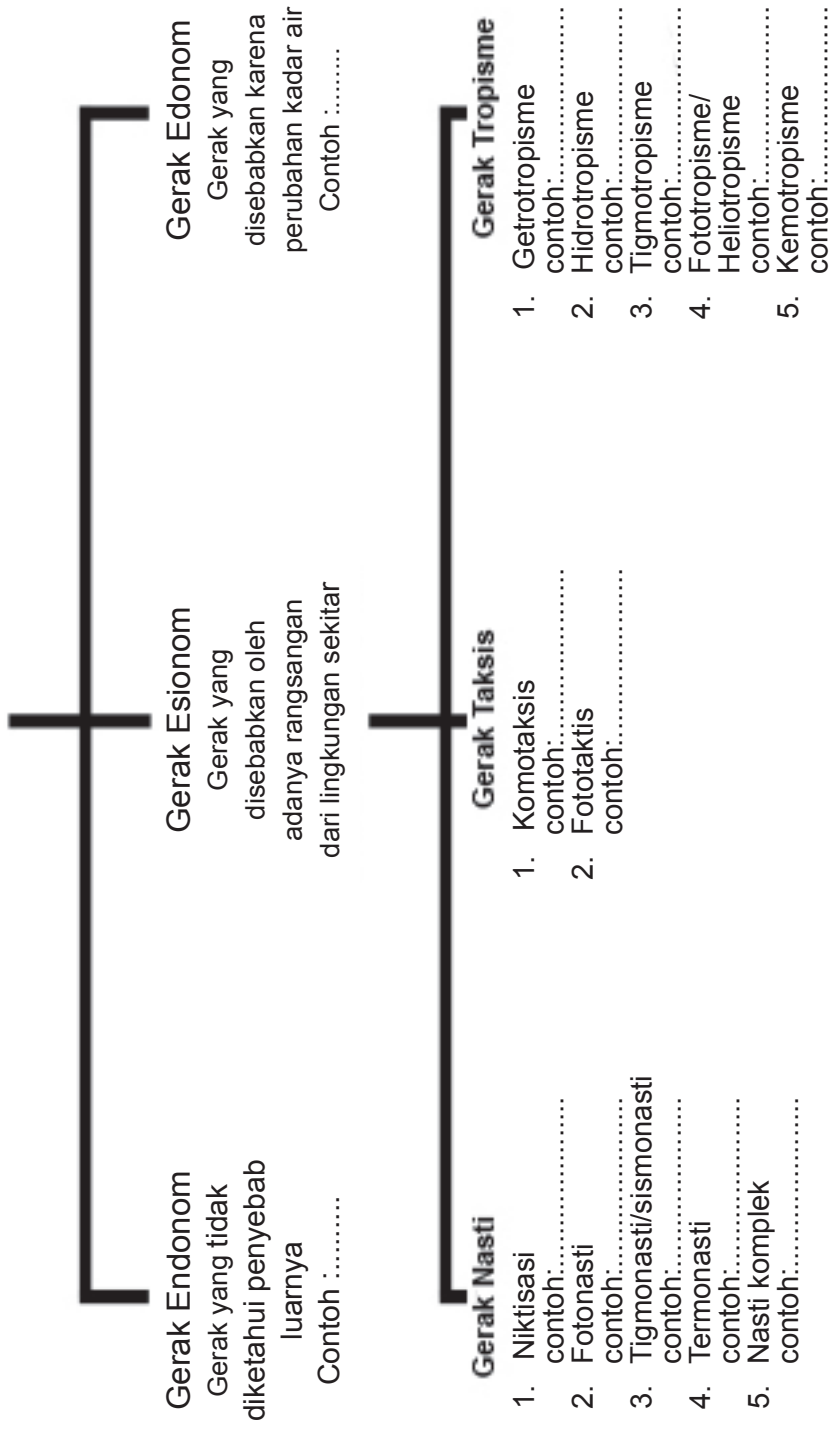 Gerak Endonom
Gerak yang tidak
diketahui penyebab
luarnya
Contoh :..........
Gerak Esionom
Gerak yang
disebabkan oleh
adanya rangsangan
dari lingkungan sekitar
Gerak Edonom
Gerak yang
disebabkan karena
perubahan kadar air
Contoh :........
Gerak Nasti
1. Niktisasi
contoh:........................
2. Fotonasti
contoh:........................
3. Tigmonasti/sismonasti
contoh:........................
4. Termonasti
contoh:........................
5. Nasti komplek
contoh:........................
Gerak Taksis
1. Komotaksis
contoh:........................
2. Fototaktis
contoh:........................
Gerak Tropisme
1. Getrotropisme
contoh:........................
2. Hidrotropisme
contoh:........................
3. Tigmotropisme
contoh:........................
4. Fototropisme/
Heliotropisme
contoh:........................
5. Kemotropisme
contoh:........................